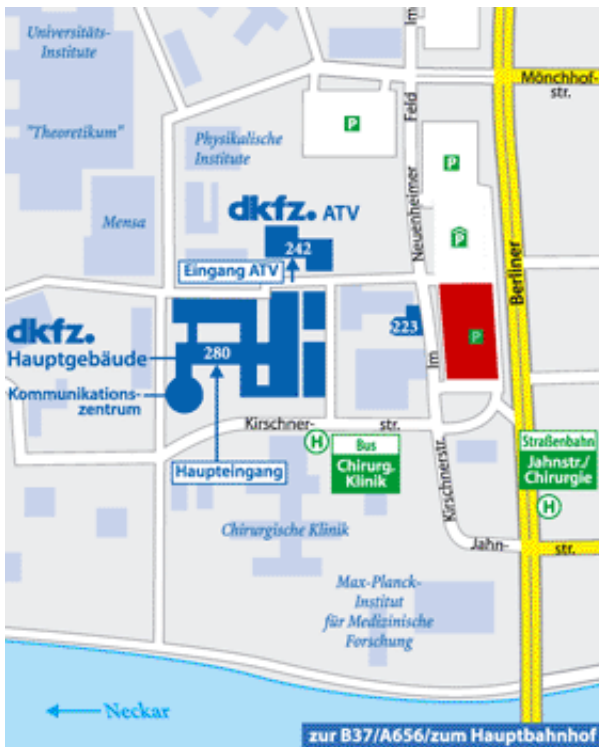 Universitäts-
Institute
Im
Mönchhof-
str.
"Theoretikum"
Physikalische
Institute
P
Feld
P
Mensa
dkfz. ATV
Neuenheimer
P
242
Eingang ATV
Berliner
dkfz.
Hauptgebäude
280
223
P
Im
Kommunikations-
zentrum
Kirschner-
str.
H
Bus
Chirurg.
Klinik
Straßenbahn
Jahnstr./
Chirurgie
H
Haupteingang
Kirschnerstr.
Chirurgische Klinik
Jahn-
str.
Max-Planck-
Institut
für Medizinische
Forschung
Neckar
zur B37/A656/zum Hauptbahnhof